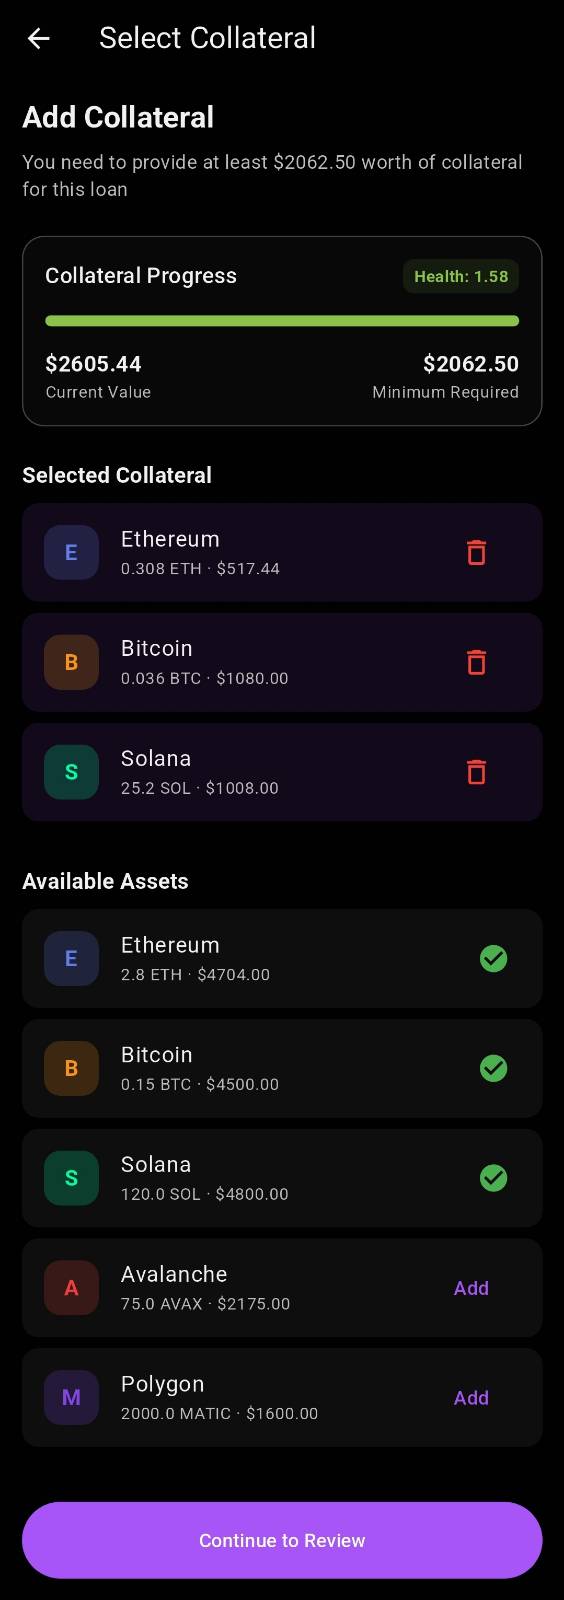 Select Collateral
Add Collateral
You need to provide at least $2062.50 worth of collateral
for this loan
Collateral Progress
Health: 1.58
$2605.44
$2062.50
Current Value
Minimum Required
Selected Collateral
E
Ethereum
0.308 ETH · $517.44
B
Bitcoin
0.036 BTC · $1080.00
S
Solana
25.2 SOL · $1008.00
Available Assets
E
Ethereum
2.8 ETH · $4704.00
B
Bitcoin
0.15 BTC · $4500.00
S
Solana
120.0 SOL · $4800.00
A
Avalanche
75.0 AVAX · $2175.00
Add
M
Polygon
2000.0 MATIC · $1600.00
Add
Continue to Review